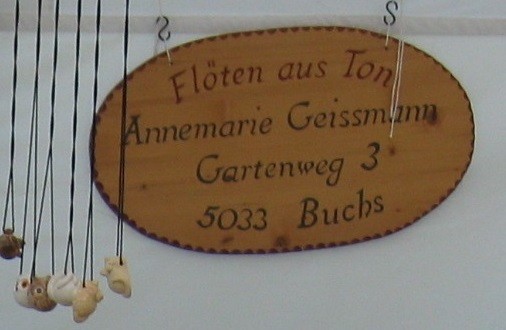 Flöten aus Ton
Annemarie Geissmann
Gartenweg 3
5033 Buchs